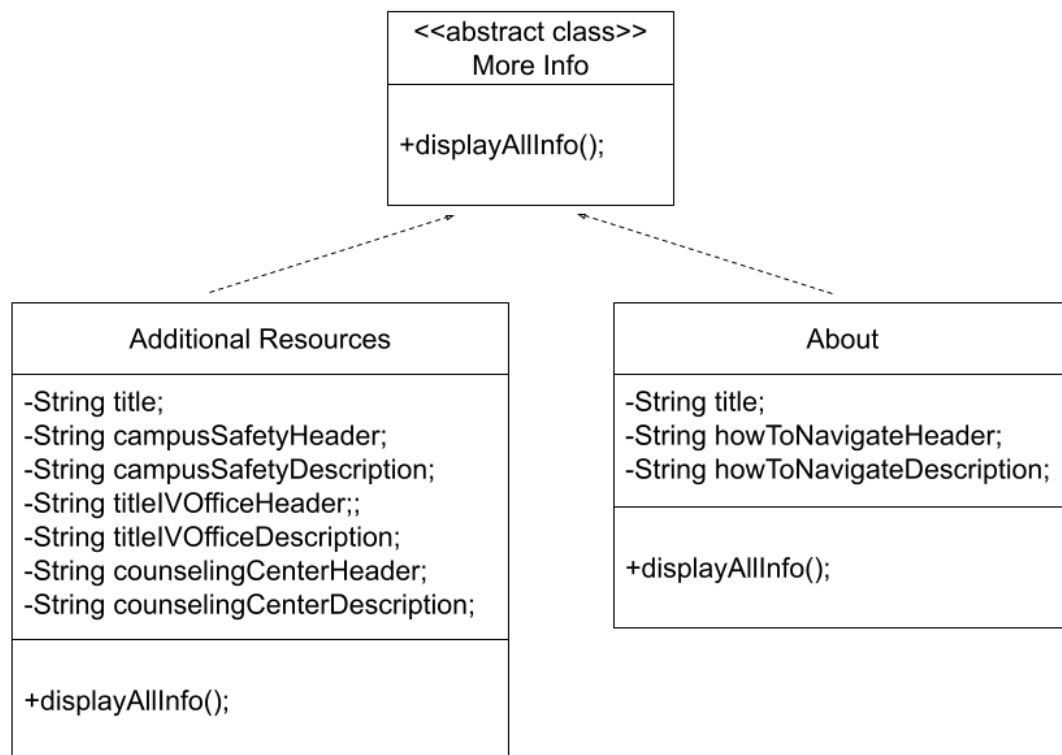 <<abstract class>>
More Info
+displayAllInfo();
Additional Resources
-String title;
-String campusSafetyHeader;
-String campusSafetyDescription;
-String titleIVOfficeHeader;;
-String titleIVOfficeDescription;
-String counselingCenterHeader;
-String counselingCenterDescription;
+displayAllInfo();
About
-String title;
-String howToNavigateHeader;
-String howToNavigateDescription;
+displayAllInfo();